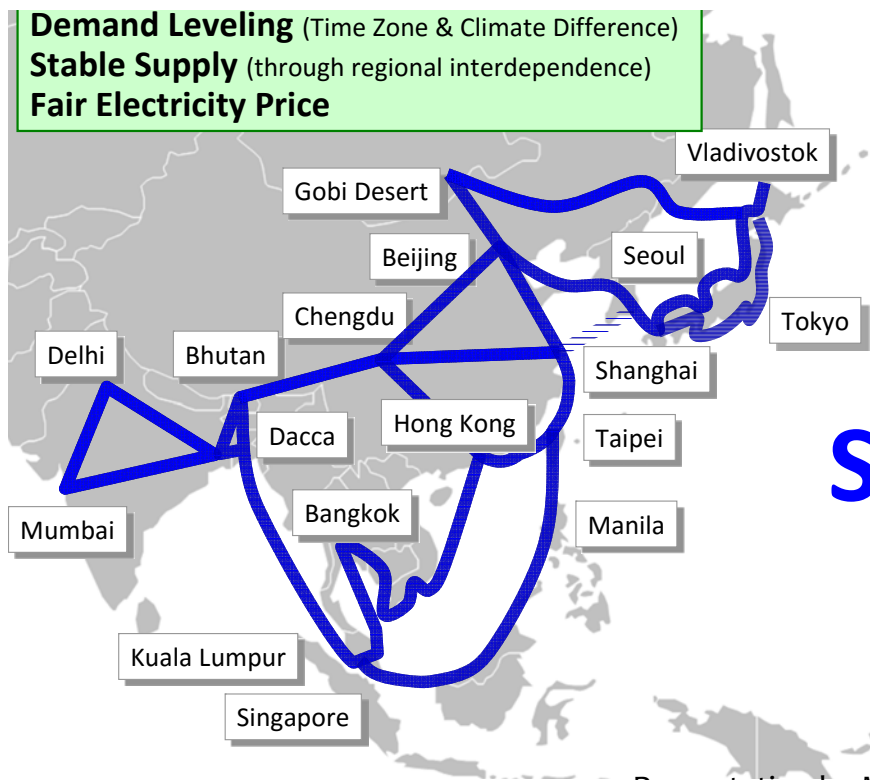 Demand Leveling (Time Zone & Climate Difference)
Stable Supply (through regional interdependence)
Fair Electricity Price
Vladivostok
Gobi Desert
Beijing
Seoul
Chengdu
Tokyo
Delhi
Bhutan
Shanghai
Dacca
Hong Kong
Taipei
Bangkok
Mumbai
Manila
Kuala Lumpur
Singapore
S